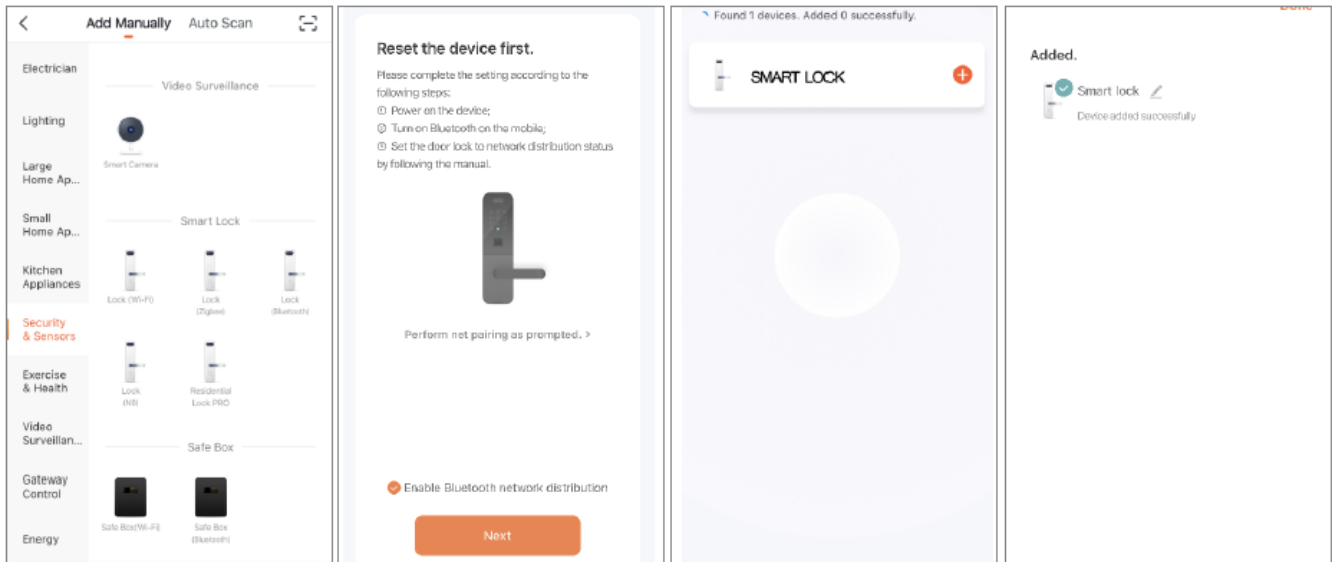 Add Manually
Auto Scan
Electrician
Lighting
Large
Home Ap...
Small
Home Ap...
Kitchen
Appliances
Security
& Sensors
Exercise
& Health
Video
Surveillan...
Gateway
Control
Energy
Video Surveillance
Smart Camera
Smart Lock
Lock (Wi-Fi)
Lock
(Zigbee)
Lock
(Bluetooth)
Lock
(NB)
Residential
Lock PRO
Safe Box
Safe Box(Wi-Fi)
Safe Box
(Bluetooth)
Reset the device first.
Please complete the setting according to the
following steps:
① Power on the device;
② Turn on Bluetooth on the mobile;
③ Set the door lock to network distribution status
by following the manual.
Perform net pairing as prompted. >
Enable Bluetooth network distribution
Next
Found 1 devices. Added 0 successfully.
SMART LOCK
Done
Added.
Smart lock
Device added successfully